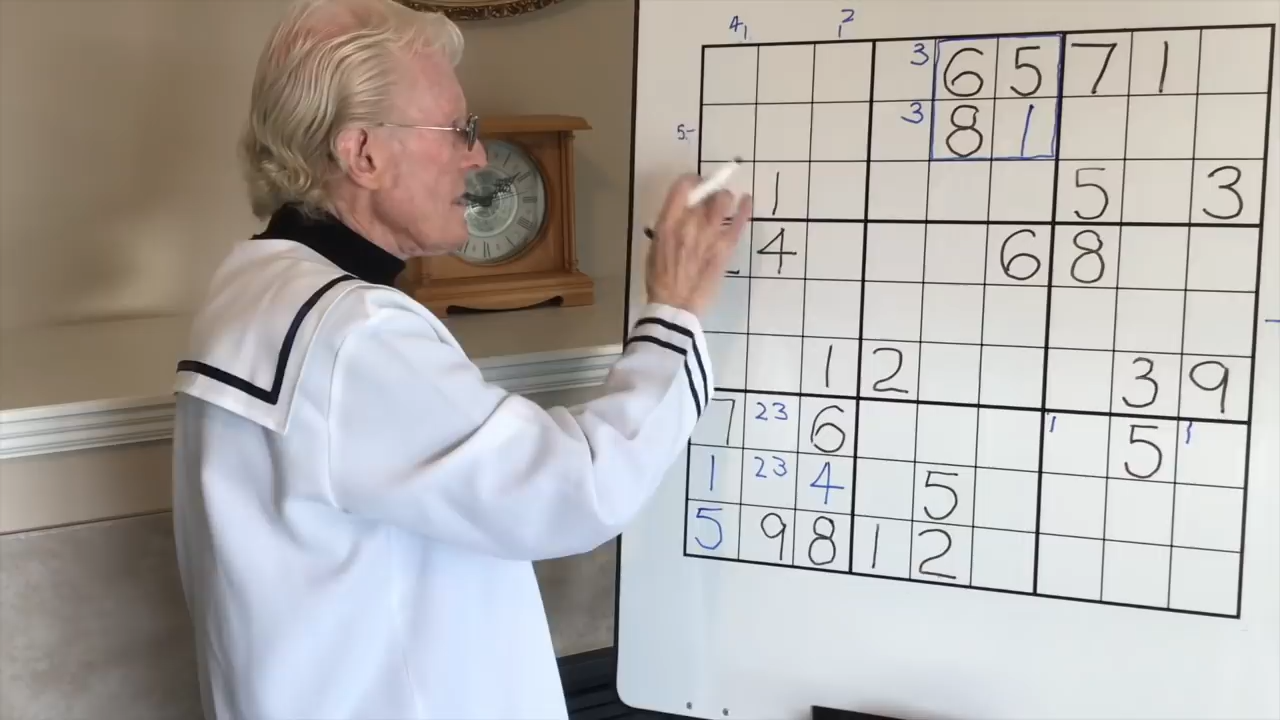 4, 2
3 6 5 7 1
5- 3 8 1
1 5 3
4 6 8
1 2 3 9
7 23 6 1 5 1
1 23 4 5
5 9 8 1 2